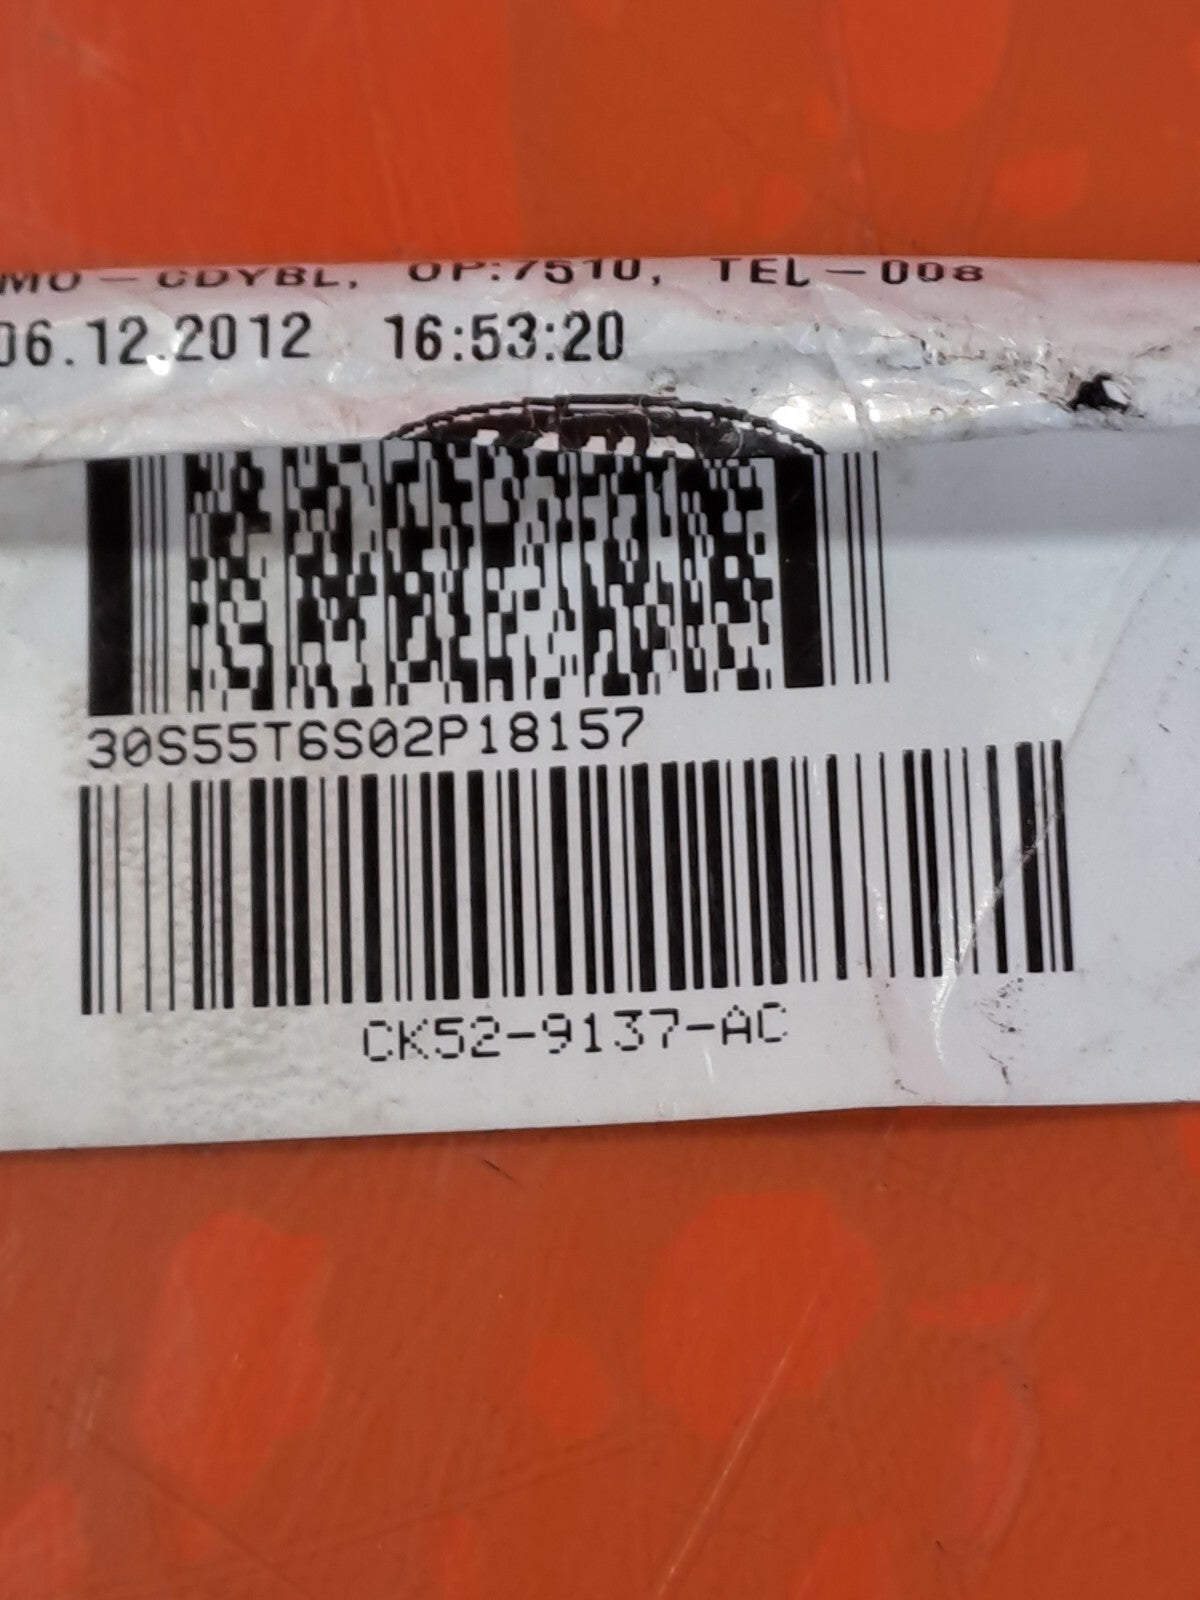 MO-CDYBL, OP:7510, TEL-008
06.12.2012 16:53:20
30S55T6S02P18157
CK52-9137-AC